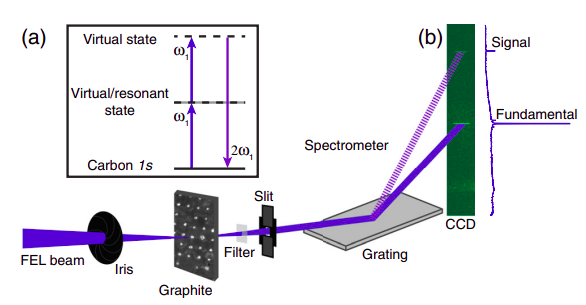 (a)
Virtual state
ω1
Virtual/resonant
state
ω1
2ω1
Carbon 1s
(b)
Signal
Fundamental
Spectrometer
CCD
Slit
Filter
Grating
FEL beam
Iris
Graphite